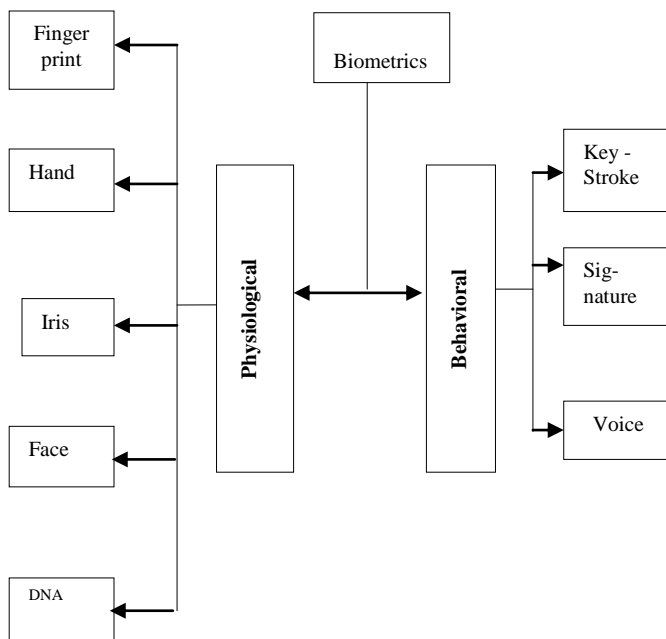 Finger
print
Biometrics
Key -
Stroke
Hand
Sig-
nature
Physiological
Behavioral
Iris
Voice
Face
DNA